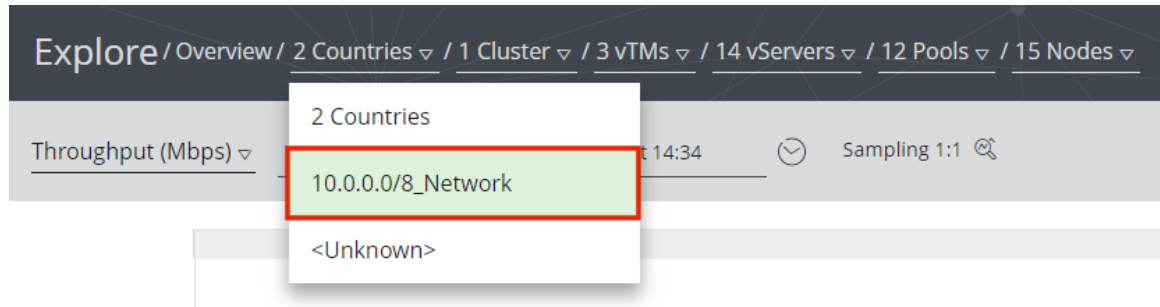 Explore / Overview / 2 Countries ▿ / 1 Cluster ▿ / 3 vTMs ▿ / 14 vServers ▿ / 12 Pools ▿ / 15 Nodes ▿
2 Countries
Throughput (Mbps) ▿ t 14:34 Sampling 1:1
10.0.0.0/8_Network
<Unknown>